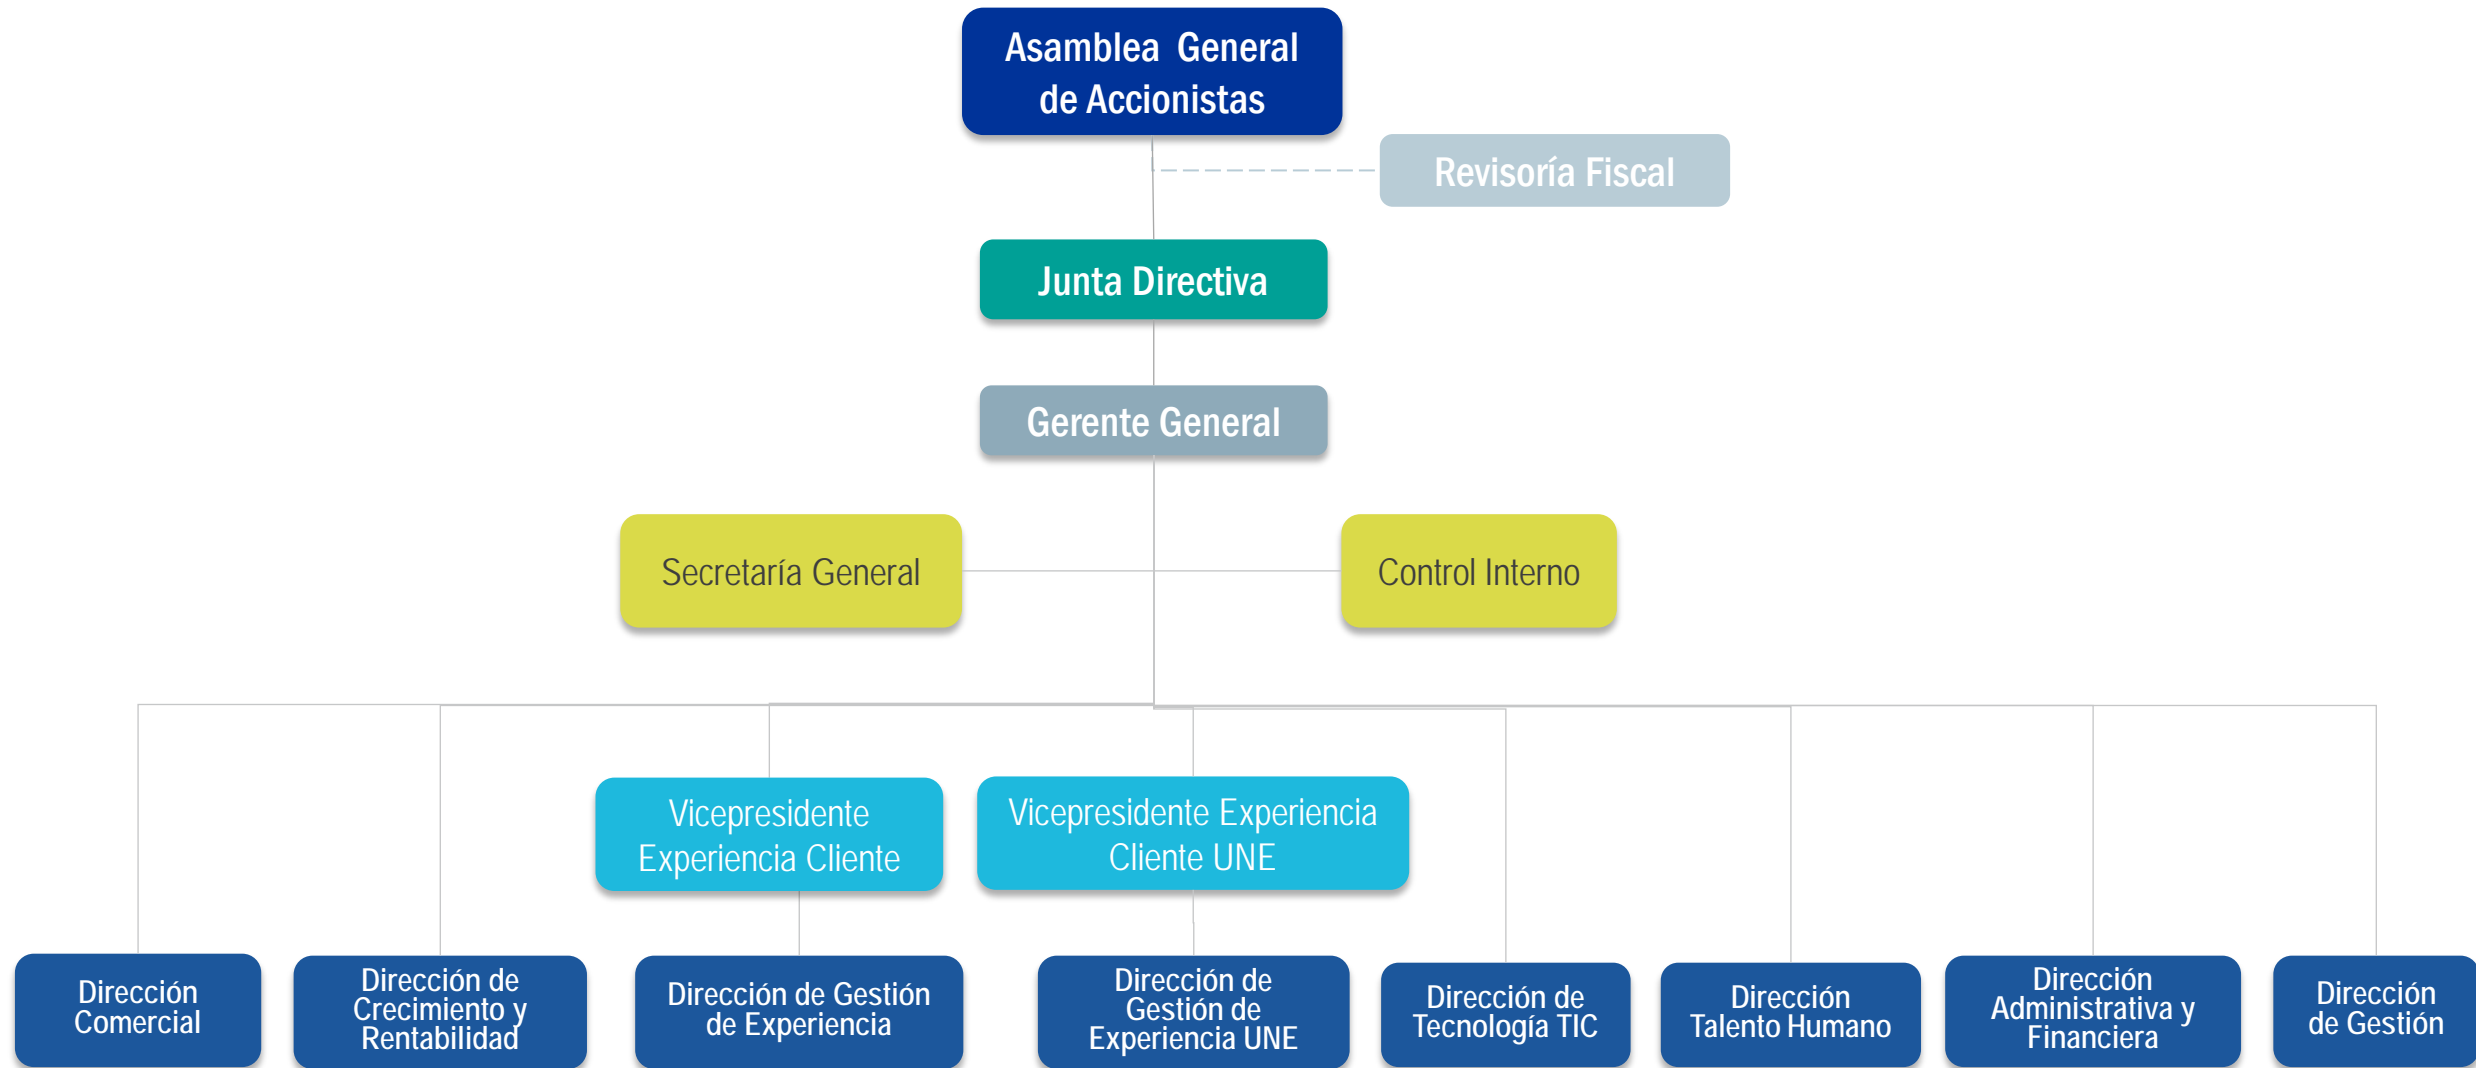 Asamblea General
de Accionistas
Revisoría Fiscal
Junta Directiva
Gerente General
Secretaría General
Control Interno
Vicepresidente
Experiencia Cliente
Vicepresidente Experiencia
Cliente UNE
Dirección
Comercial
Dirección de
Crecimiento y
Rentabilidad
Dirección de Gestión
de Experiencia
Dirección de
Gestión de
Experiencia UNE
Dirección de
Tecnología TIC
Dirección
Talento Humano
Dirección
Administrativa y
Financiera
Dirección
de Gestión